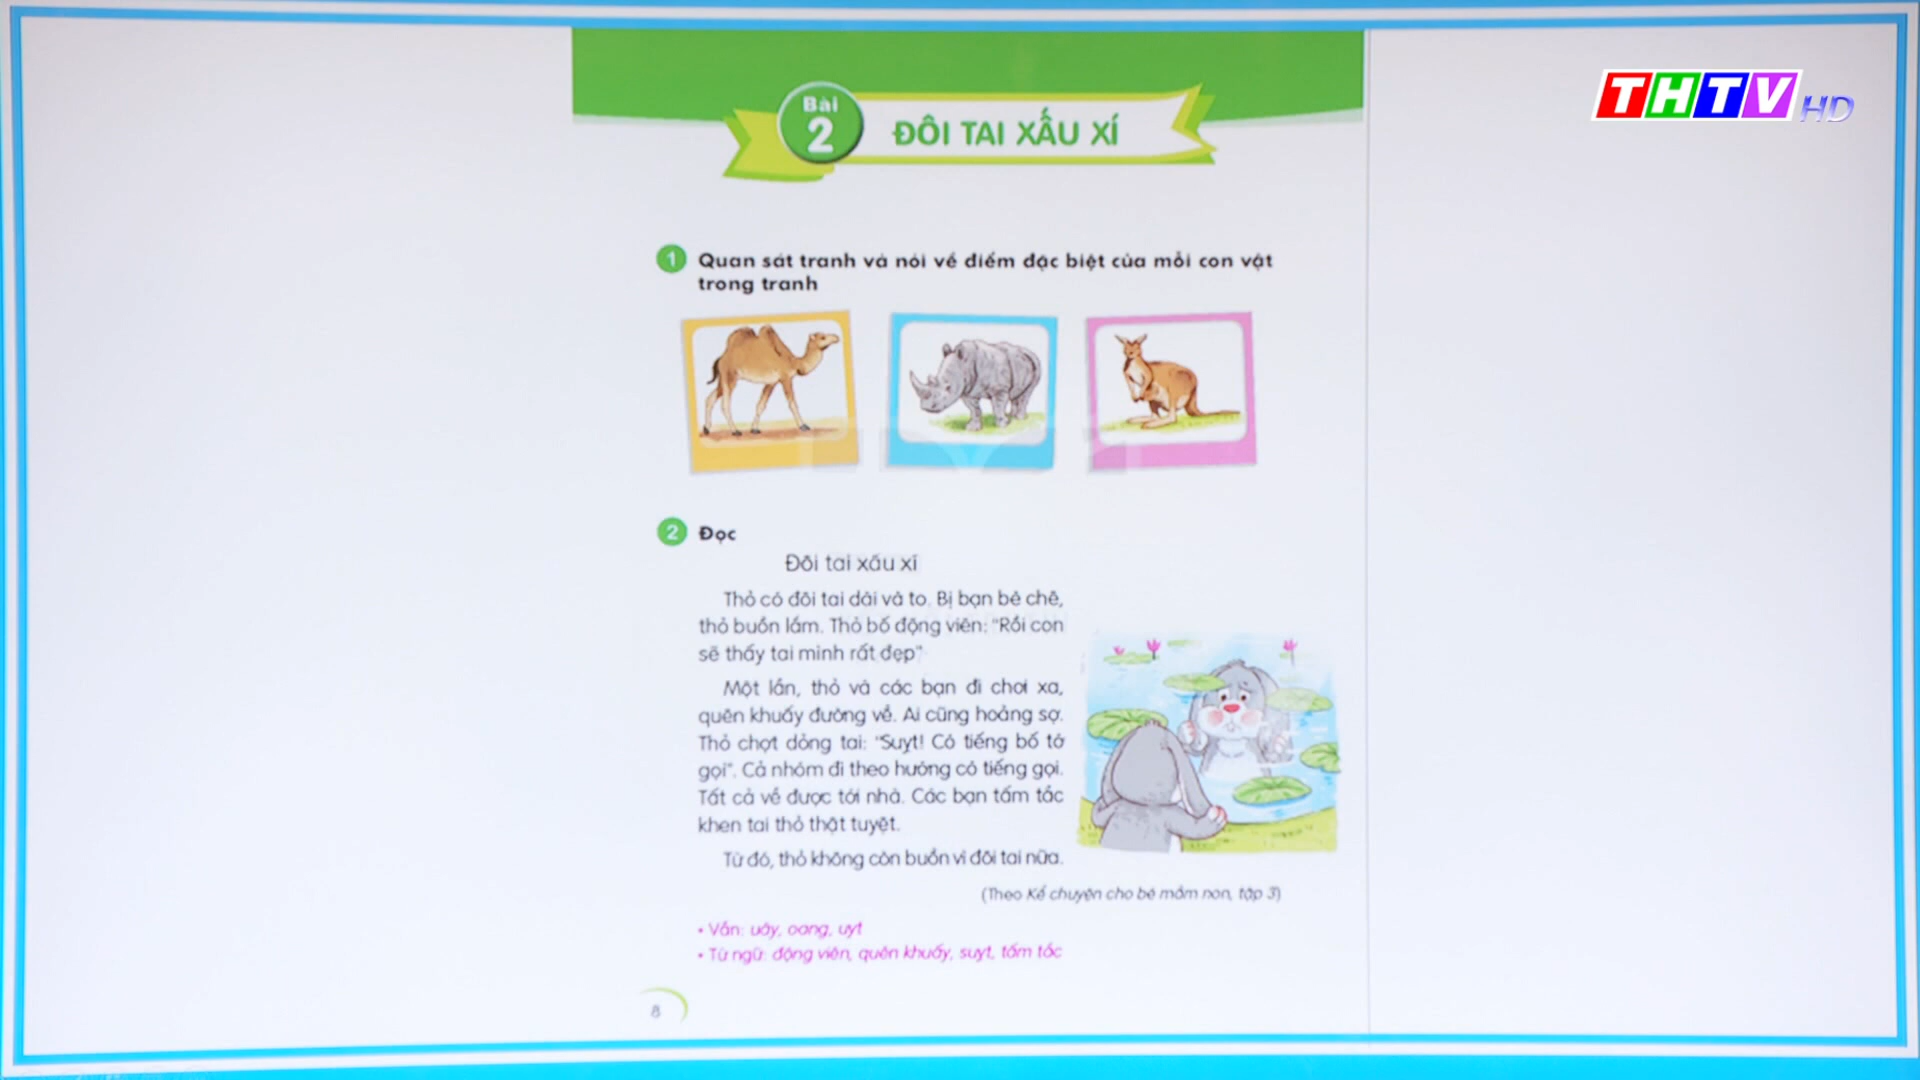 THTV HD
Bài
2
ĐÔI TAI XẤU XÍ
1 Quan sát tranh và nói về điểm đặc biệt của mỗi con vật
trong tranh
2 Đọc
Đôi tai xấu xí
Thỏ có đôi tai dài và to. Bị bạn bè chê,
thỏ buồn lắm. Thỏ bố động viên: "Rồi con
sẽ thấy tai mình rất đẹp"
Một lần, thỏ và các bạn đi chơi xa,
quên khuấy đường về. Ai cũng hoảng sợ.
Thỏ chợt dỏng tai: "Suỵt! Có tiếng bố tớ
gọi". Cả nhóm đi theo hướng có tiếng gọi.
Tất cả về được tới nhà. Các bạn tấm tắc
khen tai thỏ thật tuyệt.
Từ đó, thỏ không còn buồn vì đôi tai nữa.
(Theo Kể chuyện cho bé mầm non, tập 3)
• Vần: uây, oang, uyt
• Từ ngữ: động viên, quên khuấy, suỵt, tấm tắc
8